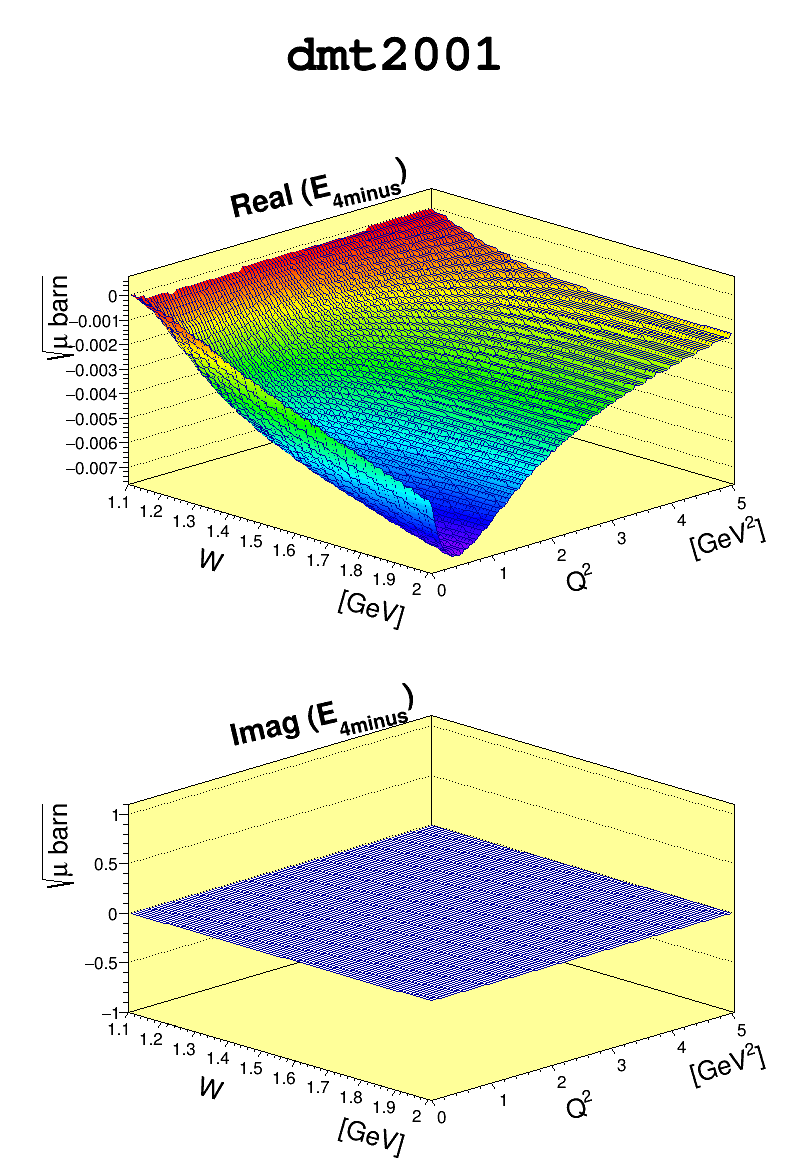 dmt2001
Real (E4minus)
√μ barn
0
−0.001
−0.002
−0.003
−0.004
−0.005
−0.006
−0.007
1.1 1.2 1.3 1.4 1.5 1.6 1.7 1.8 1.9 2
W
[GeV]
0 1 2 3 4 5
Q²
[GeV²]
Imag (E4minus)
√μ barn
1
0.5
0
−0.5
−1
1.1 1.2 1.3 1.4 1.5 1.6 1.7 1.8 1.9 2
W
[GeV]
0 1 2 3 4 5
Q²
[GeV²]